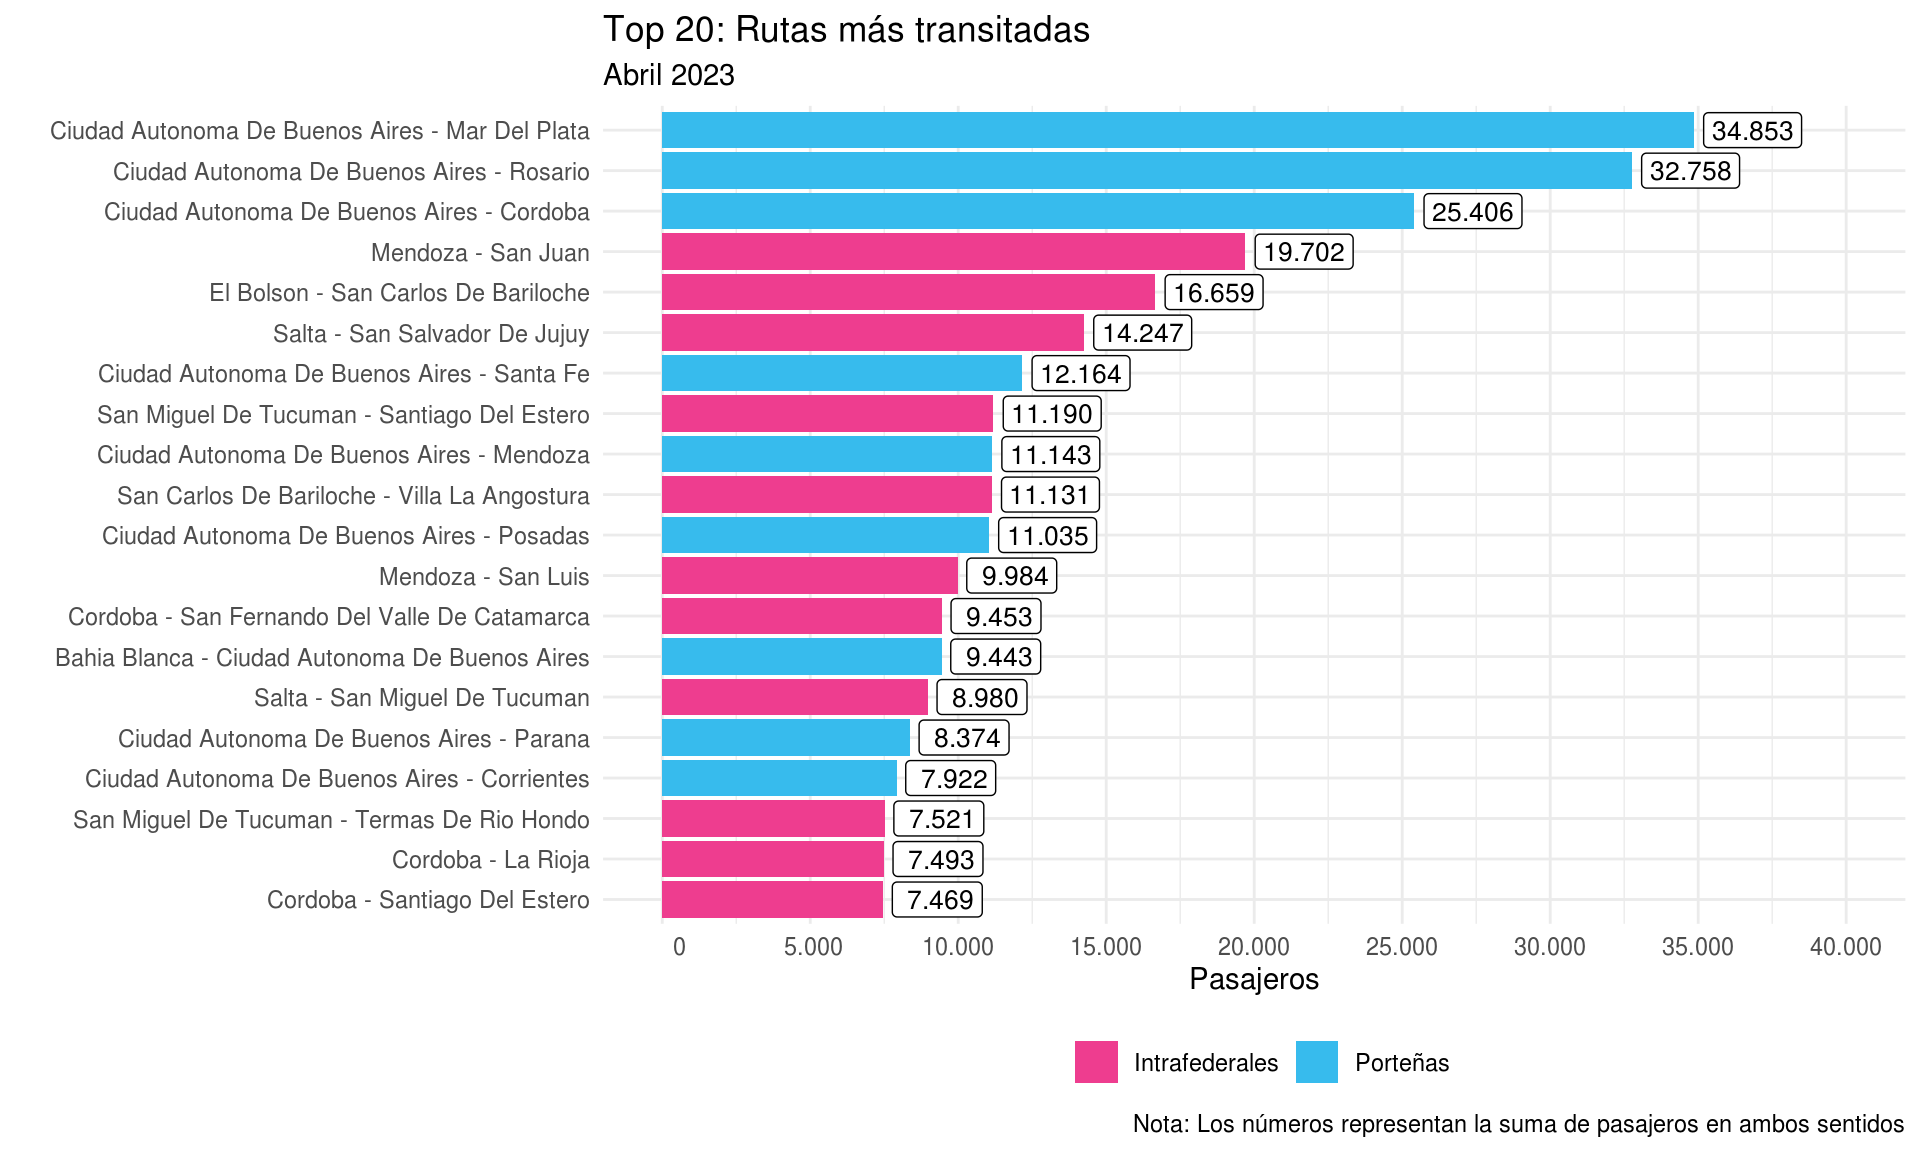 Top 20: Rutas más transitadas
Abril 2023
Ciudad Autonoma De Buenos Aires - Mar Del Plata 34.853
Ciudad Autonoma De Buenos Aires - Rosario 32.758
Ciudad Autonoma De Buenos Aires - Cordoba 25.406
Mendoza - San Juan 19.702
El Bolson - San Carlos De Bariloche 16.659
Salta - San Salvador De Jujuy 14.247
Ciudad Autonoma De Buenos Aires - Santa Fe 12.164
San Miguel De Tucuman - Santiago Del Estero 11.190
Ciudad Autonoma De Buenos Aires - Mendoza 11.143
San Carlos De Bariloche - Villa La Angostura 11.131
Ciudad Autonoma De Buenos Aires - Posadas 11.035
Mendoza - San Luis 9.984
Cordoba - San Fernando Del Valle De Catamarca 9.453
Bahia Blanca - Ciudad Autonoma De Buenos Aires 9.443
Salta - San Miguel De Tucuman 8.980
Ciudad Autonoma De Buenos Aires - Parana 8.374
Ciudad Autonoma De Buenos Aires - Corrientes 7.922
San Miguel De Tucuman - Termas De Rio Hondo 7.521
Cordoba - La Rioja 7.493
Cordoba - Santiago Del Estero 7.469
0 5.000 10.000 15.000 20.000 25.000 30.000 35.000 40.000
Pasajeros
Intrafederales Porteñas
Nota: Los números representan la suma de pasajeros en ambos sentidos